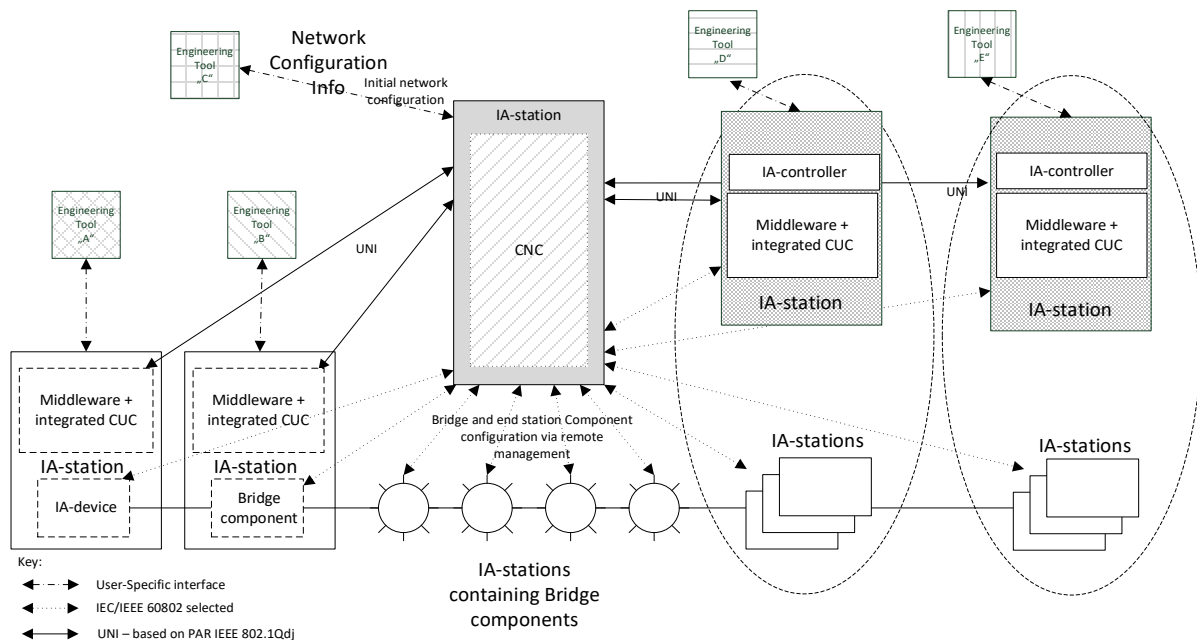 Engineering
Tool
„C“
Network
Configuration
Info
Initial network
configuration
Engineering
Tool
„D“
Engineering
Tool
„E“
IA-station
CNC
IA-controller
Middleware +
integrated CUC
IA-station
IA-controller
Middleware +
integrated CUC
IA-station
UNI
UNI
UNI
Engineering
Tool
„A“
Engineering
Tool
„B“
Middleware +
integrated CUC
IA-station
IA-device
Middleware +
integrated CUC
IA-station
Bridge
component
Bridge and end station Component
configuration via remote
management
IA-stations
IA-stations
IA-stations
containing Bridge
components
Key:
User-Specific interface
IEC/IEEE 60802 selected
UNI – based on PAR IEEE 802.1Qdj